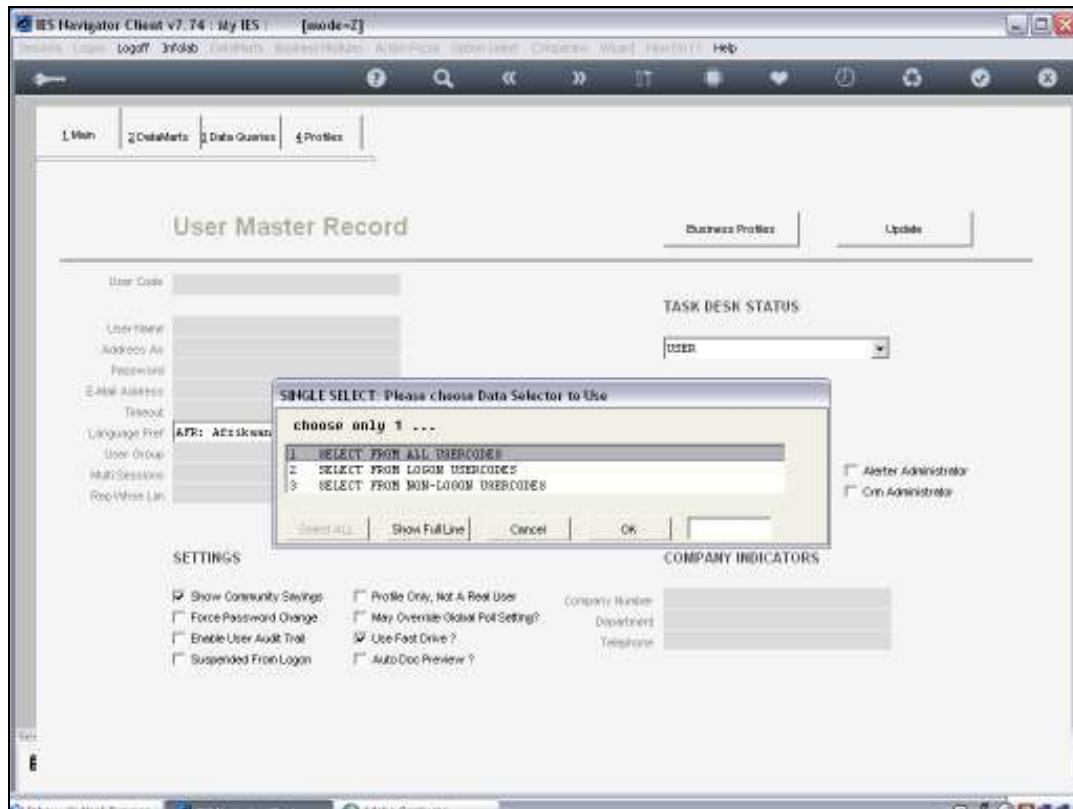 IES Navigator Client v7.74 : My IES : [mode=Z]
Logoff Infolab Help
1 Main 2 DataMarts 3 Data Queries 4 Profiles
User Master Record
Business Profiles Update
User Code
TASK DESK STATUS
User Name
USER
Address As
Password
E-Mail Address
Timeout
Language Pref AFR: Afrikaan
User Group
Multi Sessions
SINGLE SELECT: Please choose Data Selector to Use
choose only 1 ...
1 SELECT FROM ALL USERCODES
2 SELECT FROM LOGON USERCODES
3 SELECT FROM NON-LOGON USERCODES
Select ALL Show Full Line Cancel OK
Alerter Administrator
Crm Administrator
SETTINGS
COMPANY INDICATORS
Show Community Sayings Profile Only, Not A Real User Company Number
Force Password Change May Override Global Poll Setting? Department
Enable User Audit Trail Use Fast Drive ? Telephone
Suspended From Logon Auto Doc Preview ?